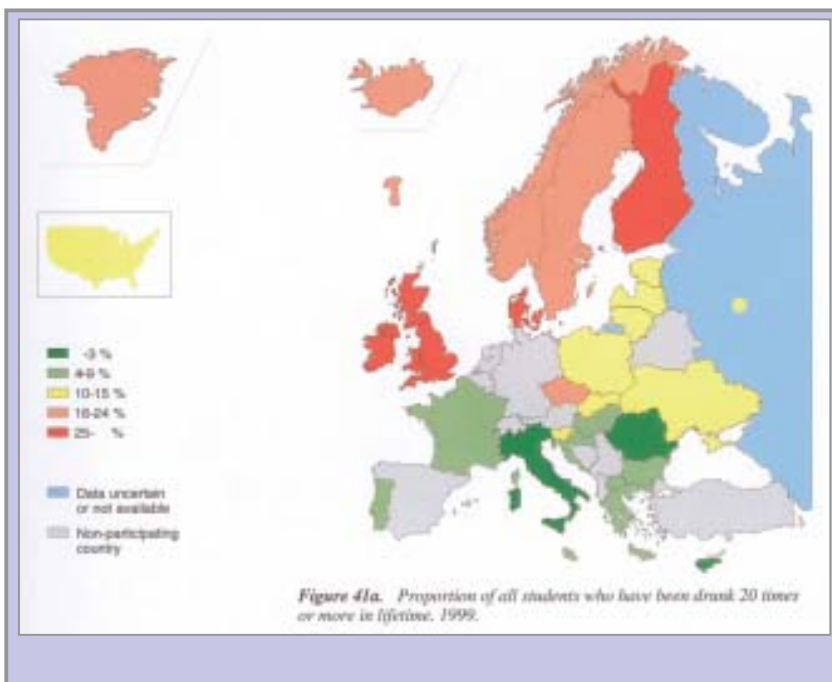 -3 %
4-9 %
10-15 %
16-24 %
25- %
Data uncertain
or not available
Non-participating
country
Figure 41a. Proportion of all students who have been drunk 20 times
or more in lifetime. 1999.